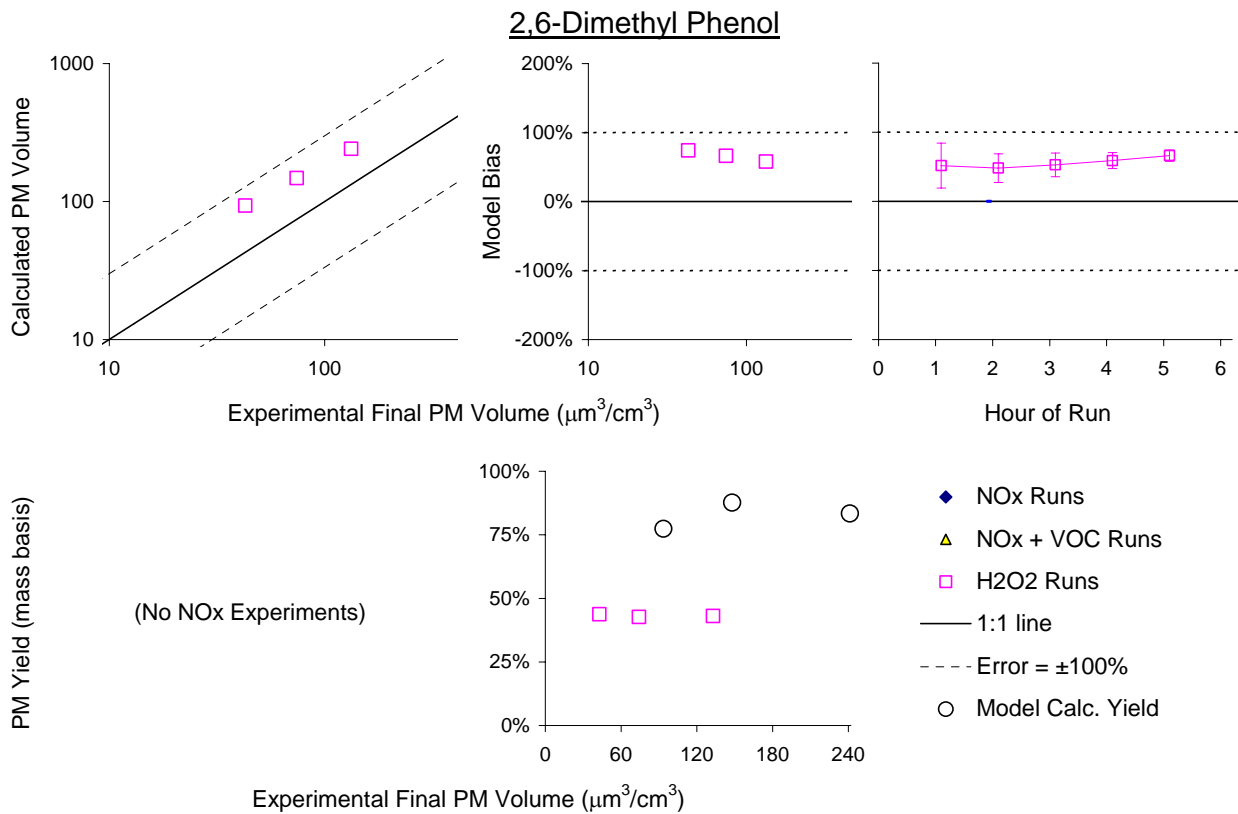 2,6-Dimethyl Phenol
Calculated PM Volume
1000
100
10
10
100
Model Bias
200%
100%
0%
-100%
-200%
10
100
0
1
2
3
4
5
6
Experimental Final PM Volume (μm³/cm³)
Hour of Run
PM Yield (mass basis)
(No NOx Experiments)
100%
75%
50%
25%
0%
0
60
120
180
240
Experimental Final PM Volume (μm³/cm³)
NOx Runs
NOx + VOC Runs
H2O2 Runs
1:1 line
Error = ±100%
Model Calc. Yield